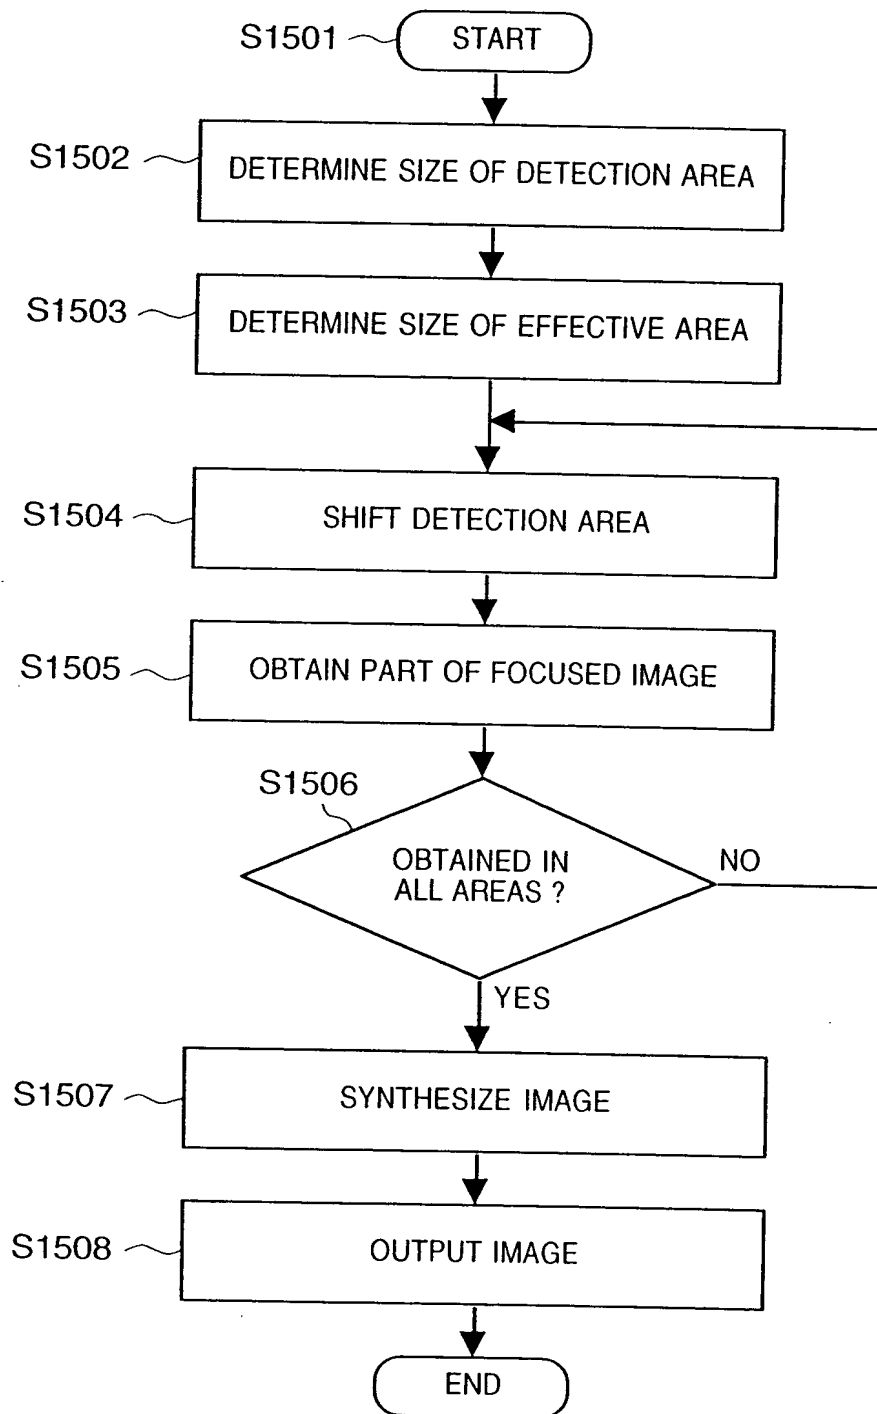 S1501
START
S1502
DETERMINE SIZE OF DETECTION AREA
S1503
DETERMINE SIZE OF EFFECTIVE AREA
S1504
SHIFT DETECTION AREA
S1505
OBTAIN PART OF FOCUSED IMAGE
S1506
OBTAINED IN
ALL AREAS ?
NO
YES
S1507
SYNTHESIZE IMAGE
S1508
OUTPUT IMAGE
END